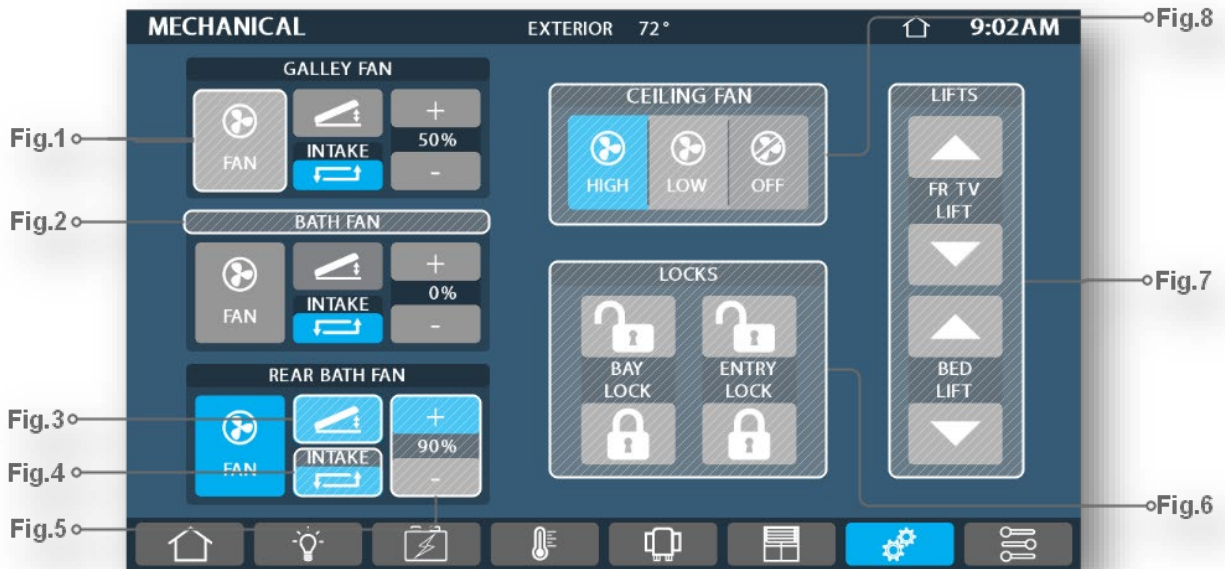 MECHANICAL EXTERIOR 72° 9:02AM
Fig.8
GALLEY FAN
FAN
INTAKE
+
50%
-
Fig.1
BATH FAN
Fig.2
FAN
INTAKE
+
0%
-
REAR BATH FAN
FAN
INTAKE
+
90%
-
Fig.3
Fig.4
Fig.5
CEILING FAN
HIGH LOW OFF
LOCKS
BAY
LOCK
ENTRY
LOCK
Fig.6
LIFTS
FR TV
LIFT
BED
LIFT
Fig.7